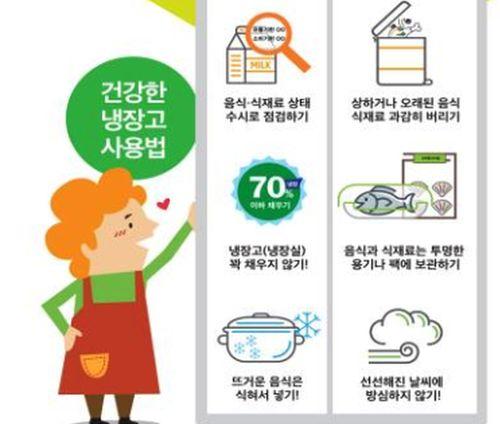 건강한
냉장고
사용법
유통기한! OO
소비기한! OO
MILK
음식·식재료 상태
수시로 점검하기
상하거나 오래된 음식
식재료 과감히 버리기
70%
냉장
이하 채우기
냉장고(냉장실)
꽉 채우지 않기!
음식과 식재료는 투명한
용기나 팩에 보관하기
뜨거운 음식은
식혀서 넣기!
선선해진 날씨에
방심하지 않기!